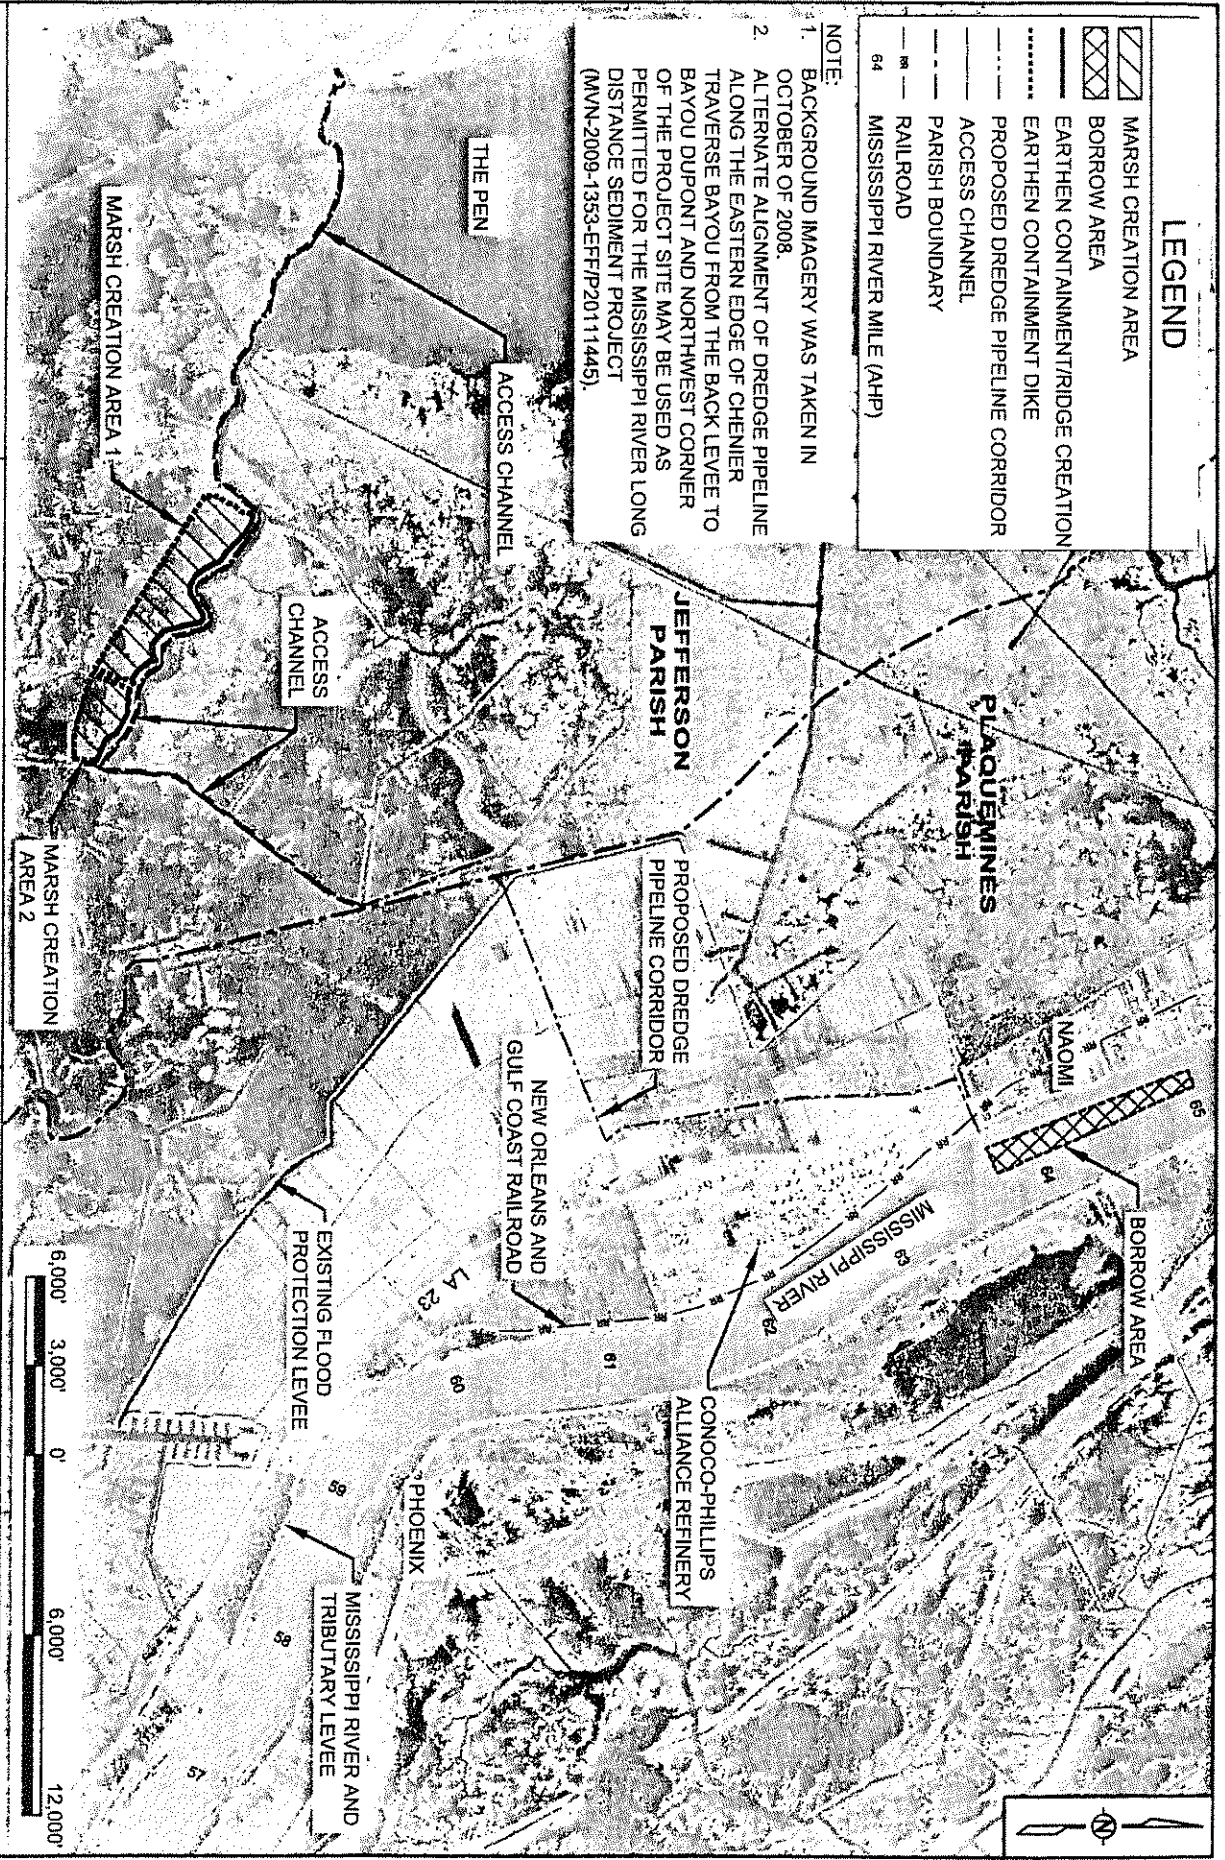 LEGEND
MARSH CREATION AREA
BORROW AREA
EARTHEN CONTAINMENT/RIDGE CREATION
EARTHEN CONTAINMENT DIKE
PROPOSED DREDGE PIPELINE CORRIDOR
ACCESS CHANNEL
PARISH BOUNDARY
RR RAILROAD
64 MISSISSIPPI RIVER MILE (AHP)
NOTE:
1. BACKGROUND IMAGERY WAS TAKEN IN
OCTOBER OF 2008.
2. ALTERNATE ALIGNMENT OF DREDGE PIPELINE
ALONG THE EASTERN EDGE OF CHENIER
TRAVERSE BAYOU FROM THE BACK LEVEE TO
BAYOU DUPONT AND NORTHWEST CORNER
OF THE PROJECT SITE MAY BE USED AS
PERMITTED FOR THE MISSISSIPPI RIVER LONG
DISTANCE SEDIMENT PROJECT
(MVN-2009-1353-EFF/P20111445).
THE PEN
ACCESS CHANNEL
MARSH CREATION AREA 1
ACCESS
CHANNEL
MARSH CREATION
AREA 2
JEFFERSON
PARISH
PLAQUEMINES
PARISH
PROPOSED DREDGE
PIPELINE CORRIDOR
NAOMI
BORROW AREA
65
64
63
MISSISSIPPI RIVER
62
61
60
59
58
57
CONOCO-PHILLIPS
ALLIANCE REFINERY
NEW ORLEANS AND
GULF COAST RAILROAD
LA 23
EXISTING FLOOD
PROTECTION LEVEE
PHOENIX
MISSISSIPPI RIVER AND
TRIBUTARY LEVEE
N
6,000' 3,000' 0' 6,000' 12,000'